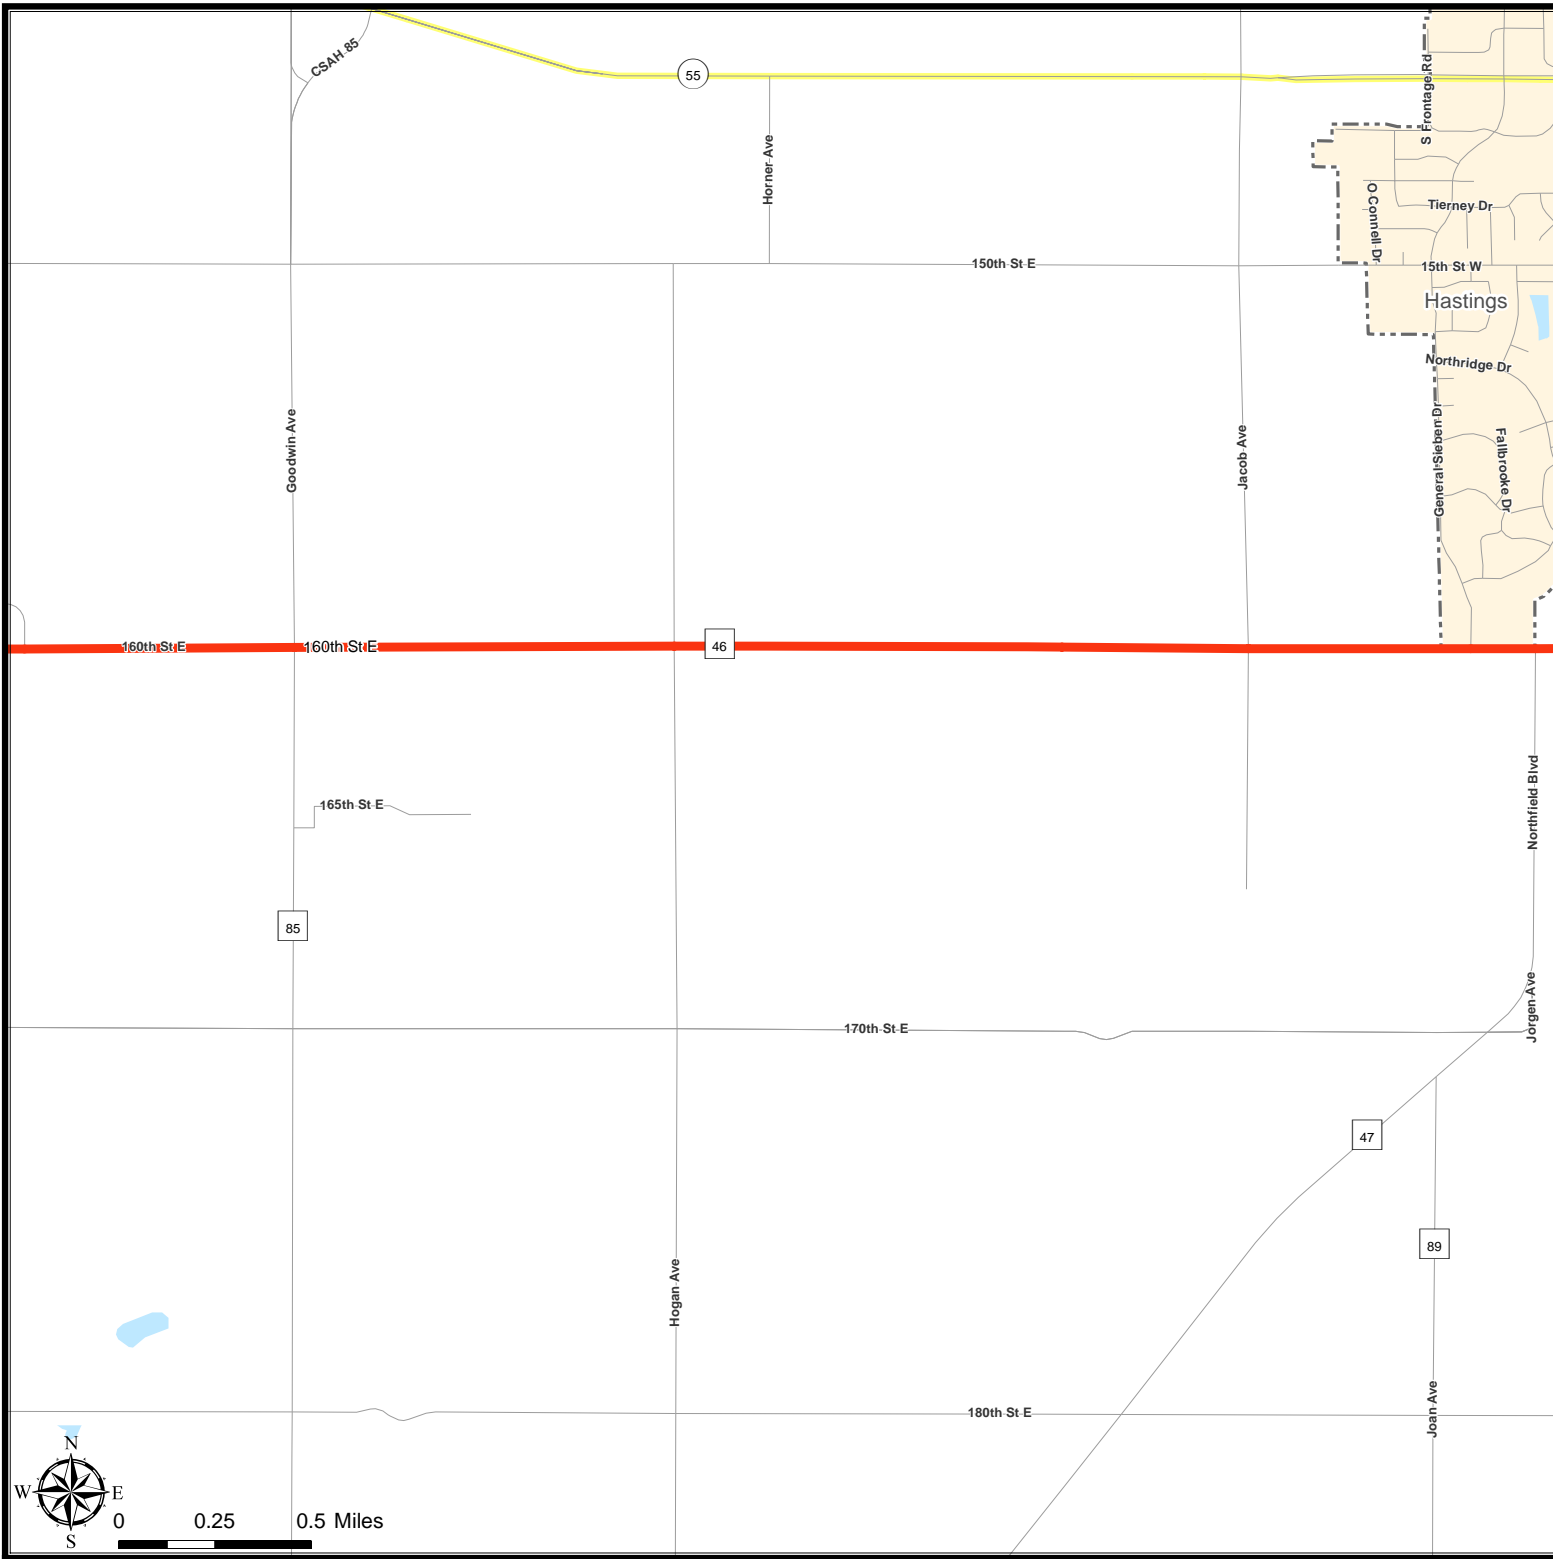 CSAH 85
55
S Frontage Rd
Horner Ave
O Connell Dr
Tierney Dr
150th St E
15th St W
Hastings
Northridge Dr
Goodwin Ave
Jacob Ave
General Sieben Dr
Fallbrooke Dr
160th St E
160th St E
46
165th St E
Northfield Blvd
85
Jorgen Ave
170th St E
47
89
Hogan Ave
Joan Ave
180th St E
N
W
E
S
0 0.25 0.5 Miles